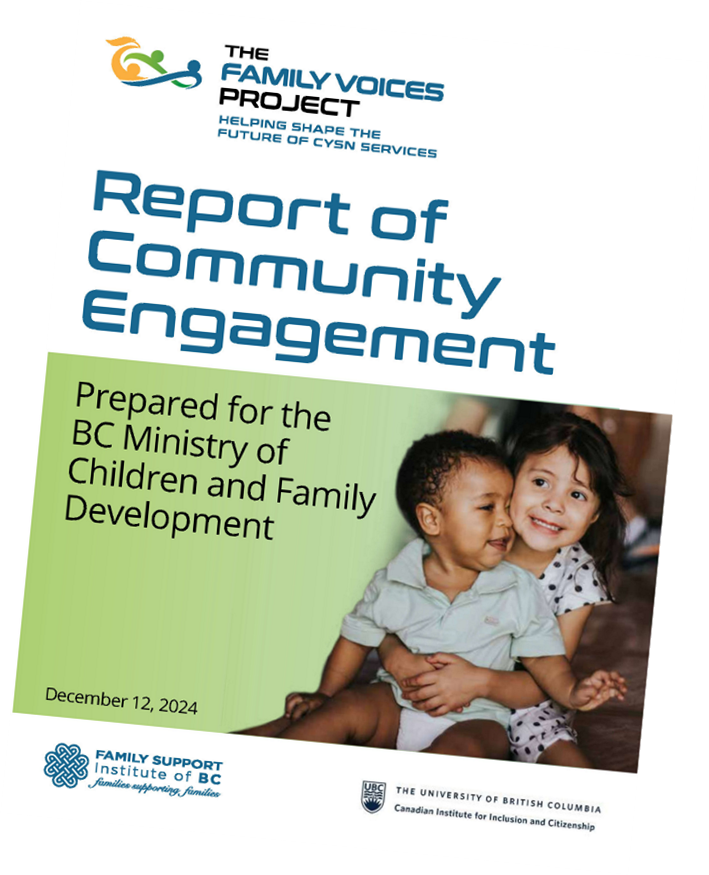 THE
FAMILY VOICES
PROJECT
HELPING SHAPE THE
FUTURE OF CYSN SERVICES
Report of
Community
Engagement
Prepared for the
BC Ministry of
Children and Family
Development
December 12, 2024
FAMILY SUPPORT
Institute of BC
families supporting families
UBC
THE UNIVERSITY OF BRITISH COLUMBIA
Canadian Institute for Inclusion and Citizenship